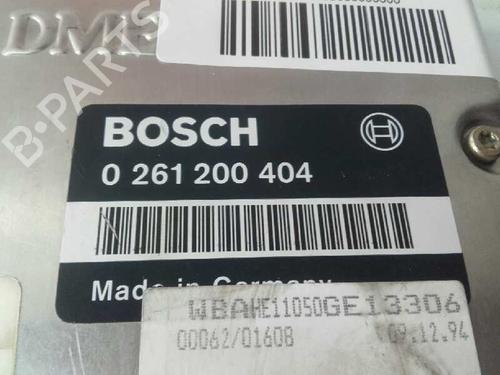 DME
B-PARTS
BOSCH
0 261 200 404
Made in Germany
WBAHE11050GE13306
00062/01608 09.12.94